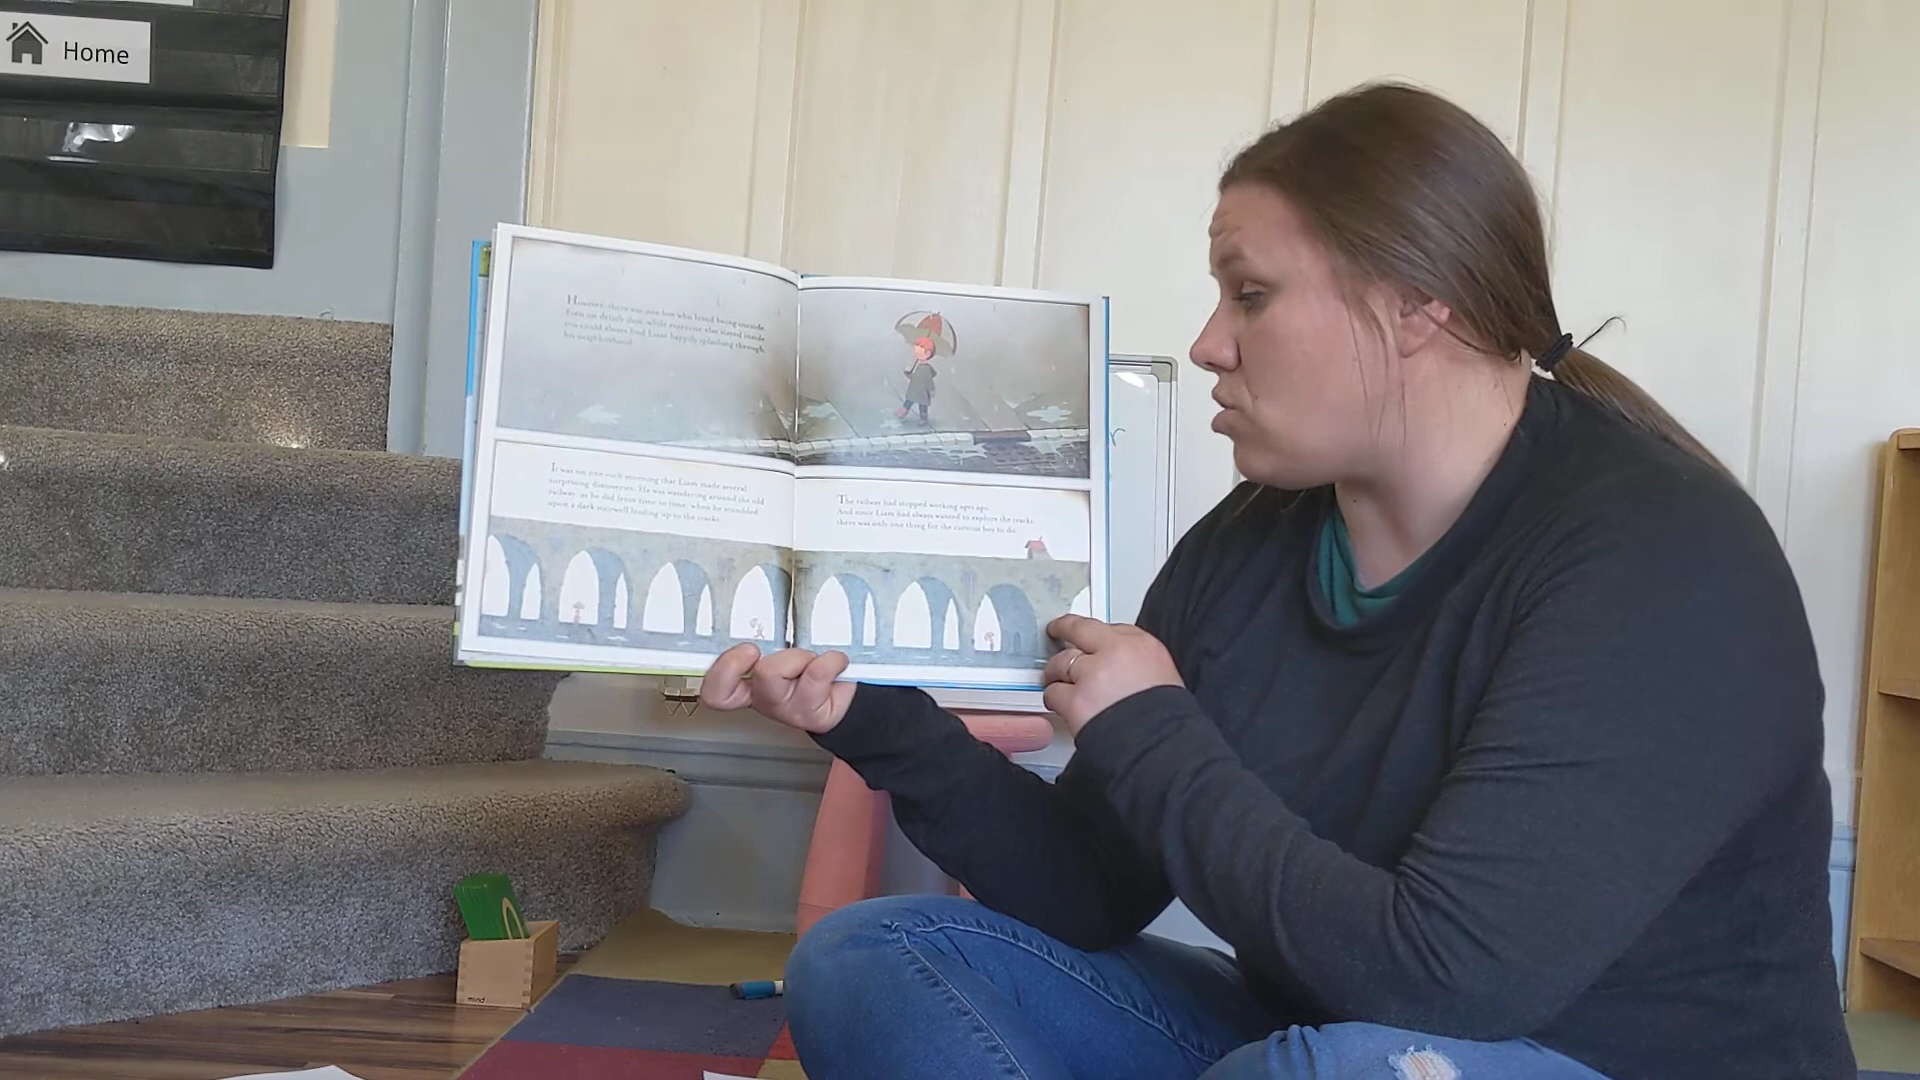 Home
However, there was one boy who loved being outside.
Even on drizzly days, while everyone else stayed inside,
you could always find Liam happily splashing through
his neighborhood.
It was on one such morning that Liam made several
surprising discoveries. He was wandering around the old
railway, as he did from time to time, when he stumbled
upon a dark stairwell leading up to the tracks.
The railway had stopped working ages ago.
And since Liam had always wanted to explore the tracks,
there was only one thing for the curious boy to do.
r
mind